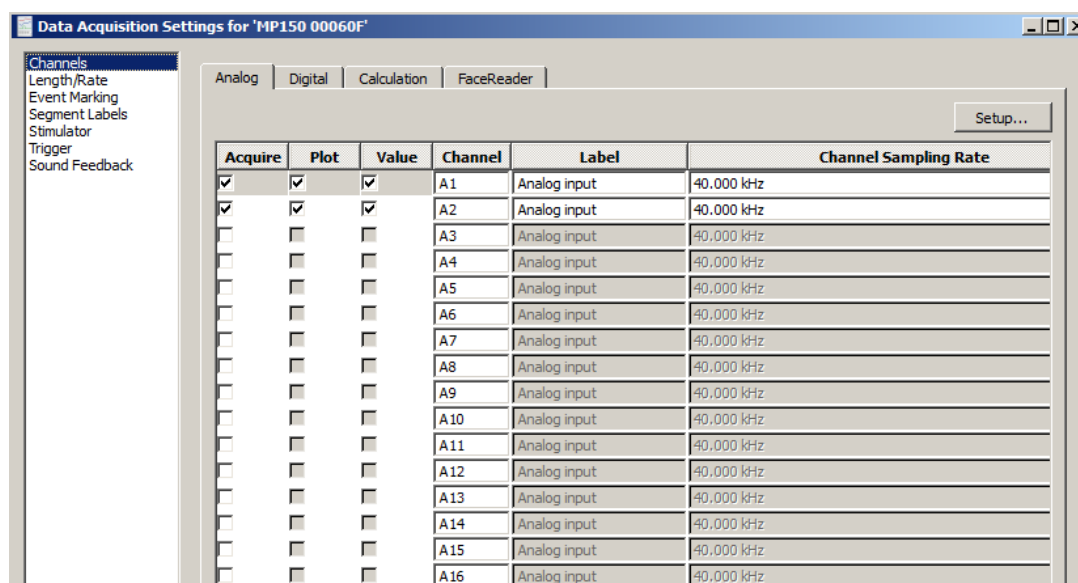 Data Acquisition Settings for 'MP150 00060F'
Channels
Length/Rate
Event Marking
Segment Labels
Stimulator
Trigger
Sound Feedback
Analog Digital Calculation FaceReader
Setup...
Acquire Plot Value Channel Label Channel Sampling Rate
A1 Analog input 40.000 kHz
A2 Analog input 40.000 kHz
A3 Analog input 40.000 kHz
A4 Analog input 40.000 kHz
A5 Analog input 40.000 kHz
A6 Analog input 40.000 kHz
A7 Analog input 40.000 kHz
A8 Analog input 40.000 kHz
A9 Analog input 40.000 kHz
A10 Analog input 40.000 kHz
A11 Analog input 40.000 kHz
A12 Analog input 40.000 kHz
A13 Analog input 40.000 kHz
A14 Analog input 40.000 kHz
A15 Analog input 40.000 kHz
A16 Analog input 40.000 kHz